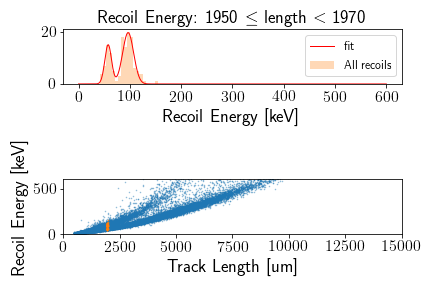 Recoil Energy: 1950 ≤ length < 1970
20
0
fit
All recoils
0 100 200 300 400 500 600
Recoil Energy [keV]
Recoil Energy [keV]
500
0
0 2500 5000 7500 10000 12500 15000
Track Length [um]